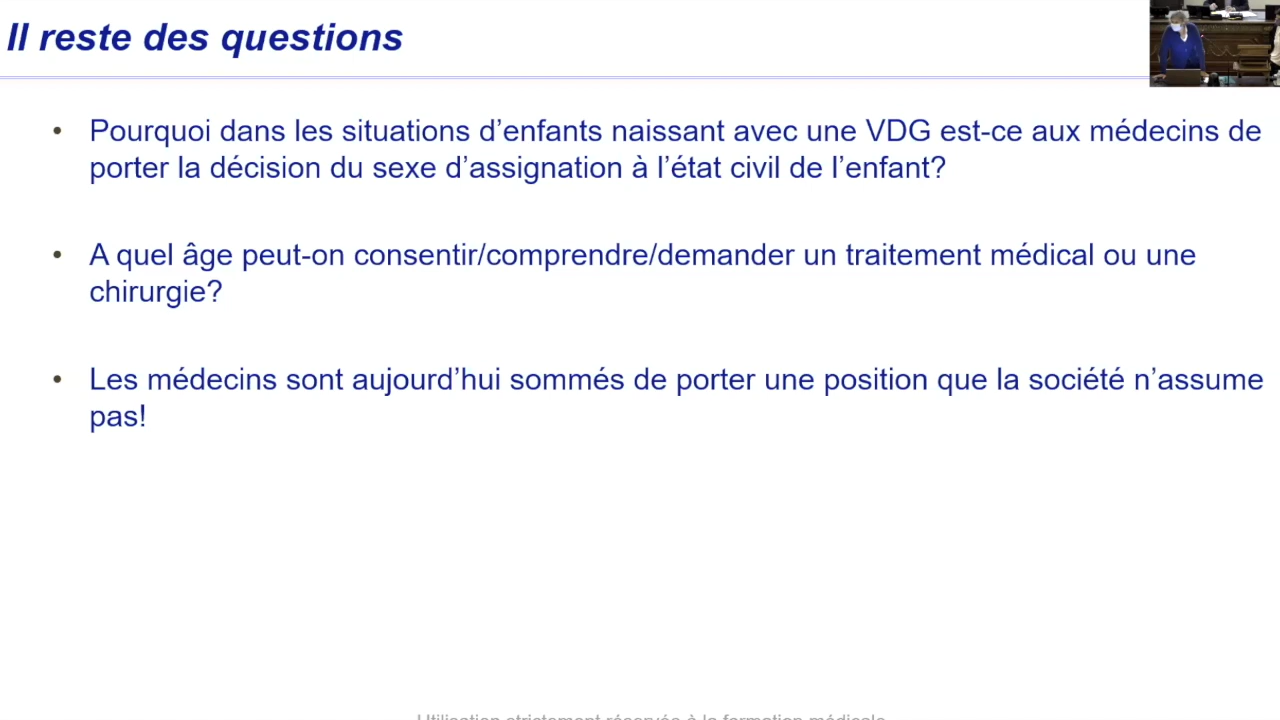 Il reste des questions
• Pourquoi dans les situations d’enfants naissant avec une VDG est-ce aux médecins de
porter la décision du sexe d’assignation à l’état civil de l’enfant?
• A quel âge peut-on consentir/comprendre/demander un traitement médical ou une
chirurgie?
• Les médecins sont aujourd’hui sommés de porter une position que la société n’assume
pas!
Utilisation strictement réservée à la formation médicale